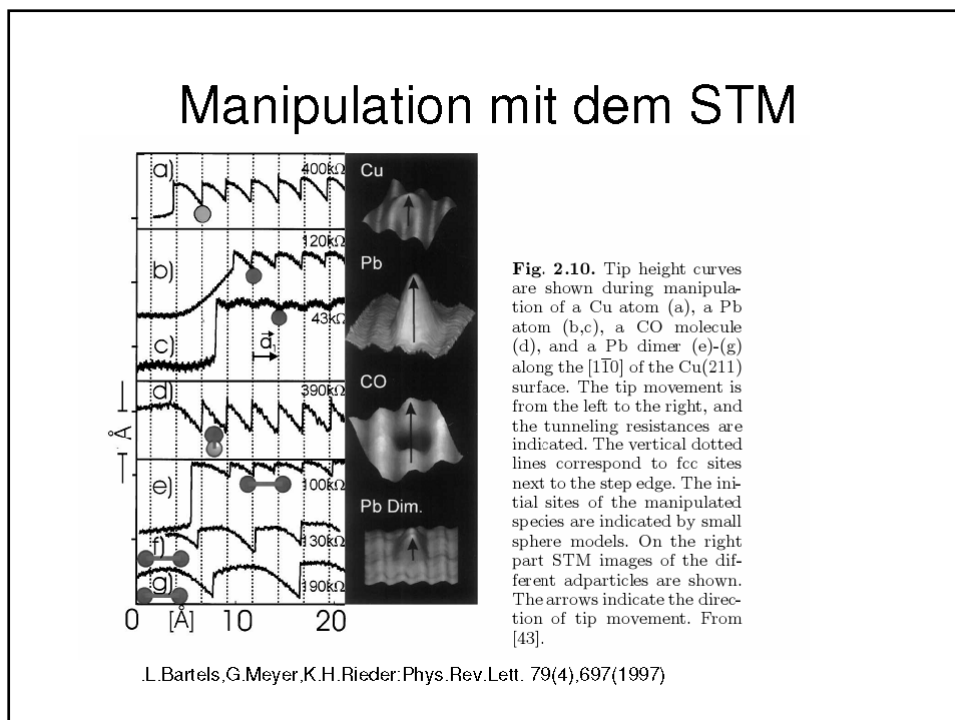 Manipulation mit dem STM
a)
400kΩ
Cu
120kΩ
b)
Pb
43kΩ
c)
d
d)
390kΩ
CO
Å
e)
100kΩ
Pb Dim.
f)
130kΩ
g)
190kΩ
0 [Å] 10 20
Fig. 2.10. Tip height curves
are shown during manipula-
tion of a Cu atom (a), a Pb
atom (b,c), a CO molecule
(d), and a Pb dimer (e)-(g)
along the [11̅0] of the Cu(211)
surface. The tip movement is
from the left to the right, and
the tunneling resistances are
indicated. The vertical dotted
lines correspond to fcc sites
next to the step edge. The ini-
tial sites of the manipulated
species are indicated by small
sphere models. On the right
part STM images of the dif-
ferent adparticles are shown.
The arrows indicate the direc-
tion of tip movement. From
[43].
.L.Bartels,G.Meyer,K.H.Rieder:Phys.Rev.Lett. 79(4),697(1997)